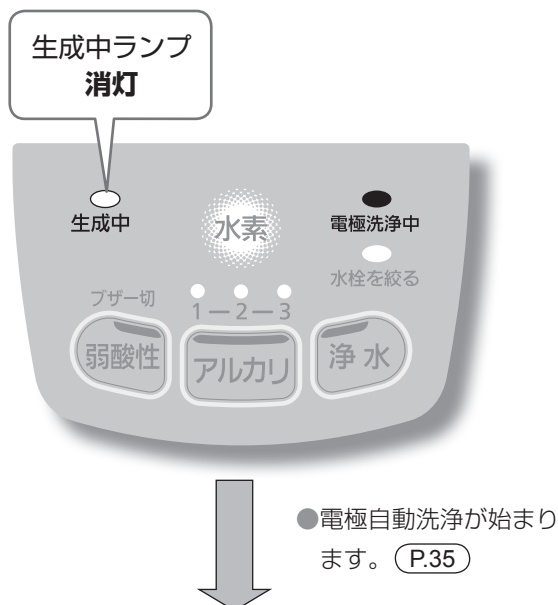 生成中ランプ
消灯
生成中
水素
電極洗浄中
水栓を絞る
ブザー切
1―2―3
弱酸性
アルカリ
浄水
●電極自動洗浄が始まり
ます。 P.35